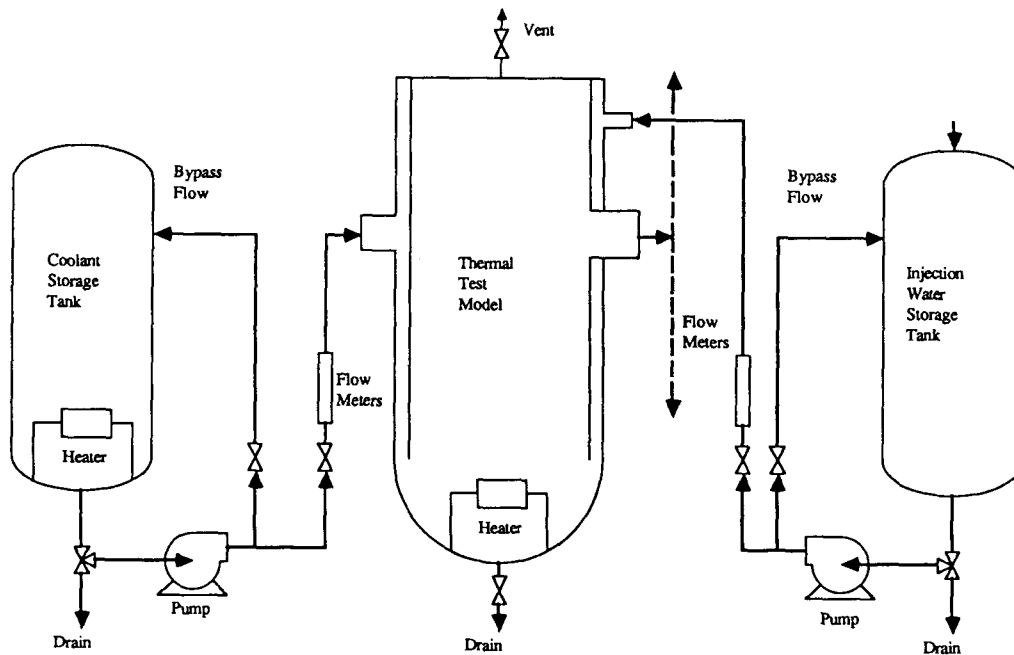 Vent
Bypass
Flow
Coolant
Storage
Tank
Heater
Flow
Meters
Pump
Drain
Thermal
Test
Model
Heater
Drain
Flow
Meters
Bypass
Flow
Injection
Water
Storage
Tank
Pump
Drain